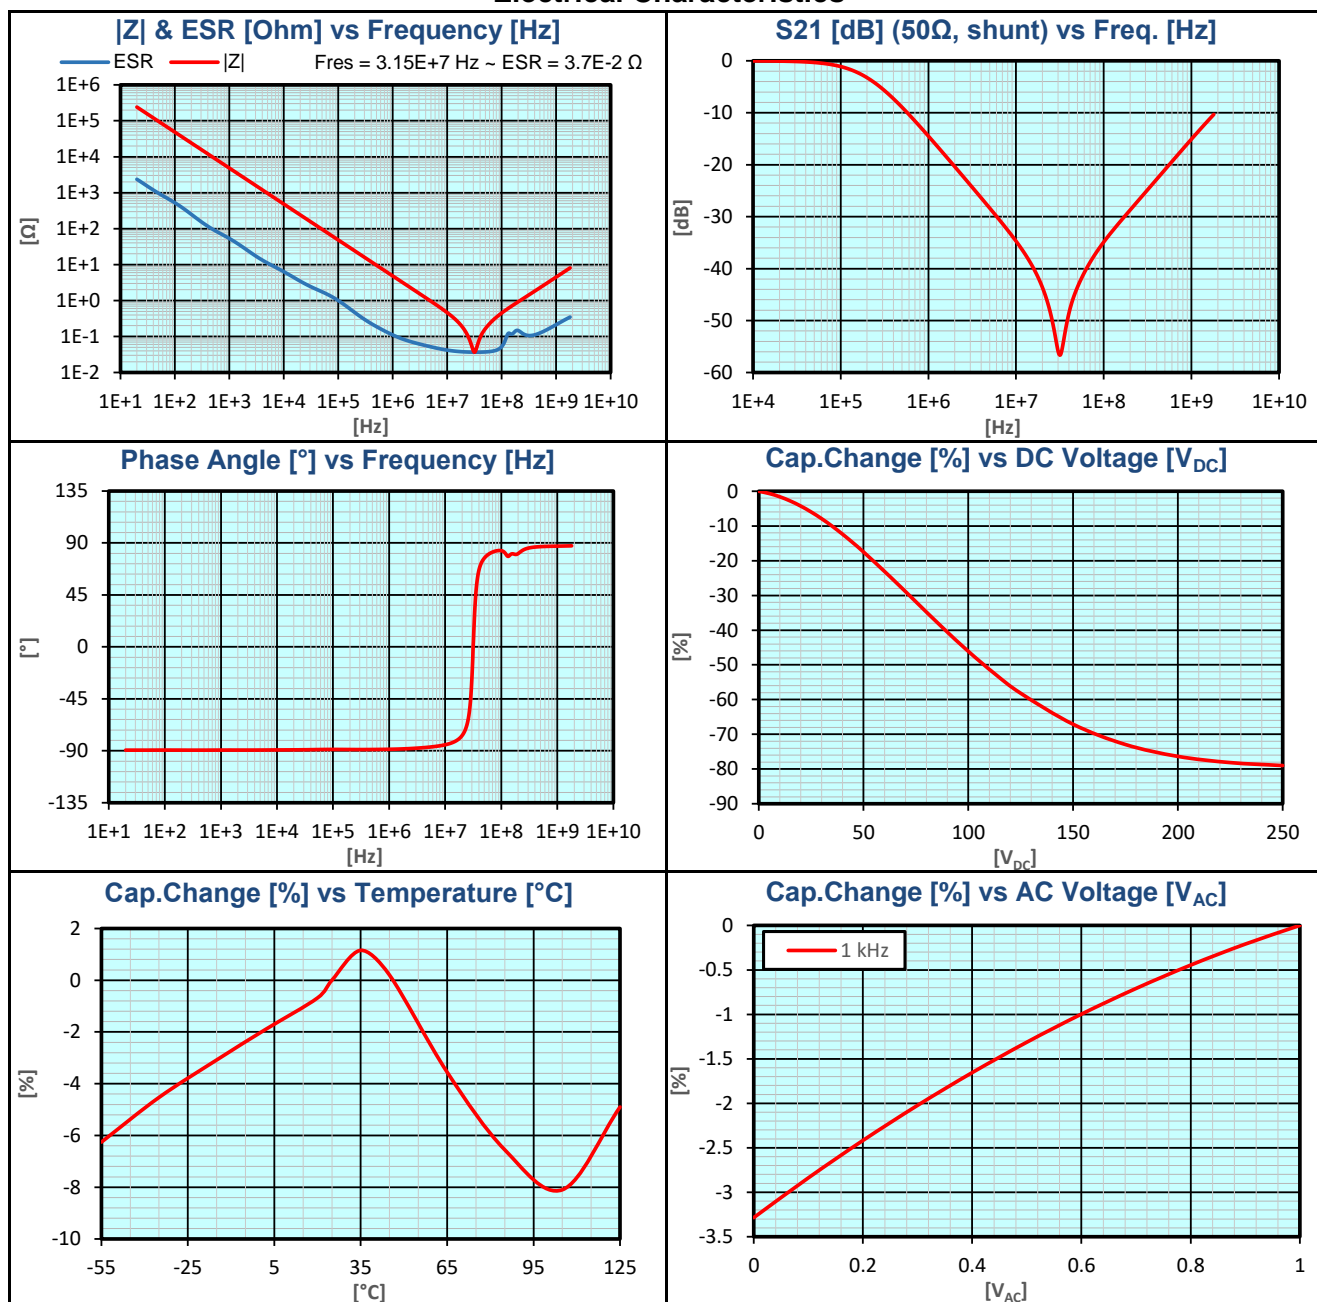 |Z| & ESR [Ohm] vs Frequency [Hz]
ESR |Z| Fres = 3.15E+7 Hz ~ ESR = 3.7E-2 Ω
1E+6
1E+5
1E+4
1E+3
1E+2
1E+1
1E+0
1E-1
1E-2
[Ω]
1E+1 1E+2 1E+3 1E+4 1E+5 1E+6 1E+7 1E+8 1E+9 1E+10
[Hz]
S21 [dB] (50Ω, shunt) vs Freq. [Hz]
0
-10
-20
-30
-40
-50
-60
[dB]
1E+4 1E+5 1E+6 1E+7 1E+8 1E+9 1E+10
[Hz]
Phase Angle [°] vs Frequency [Hz]
135
90
45
0
-45
-90
-135
[°]
1E+1 1E+2 1E+3 1E+4 1E+5 1E+6 1E+7 1E+8 1E+9 1E+10
[Hz]
Cap.Change [%] vs DC Voltage [VDC]
0
-10
-20
-30
-40
-50
-60
-70
-80
-90
[%]
0 50 100 150 200 250
[VDC]
Cap.Change [%] vs Temperature [°C]
2
0
-2
-4
-6
-8
-10
[%]
-55 -25 5 35 65 95 125
[°C]
Cap.Change [%] vs AC Voltage [VAC]
1 kHz
0
-0.5
-1
-1.5
-2
-2.5
-3
-3.5
[%]
0 0.2 0.4 0.6 0.8 1
[VAC]